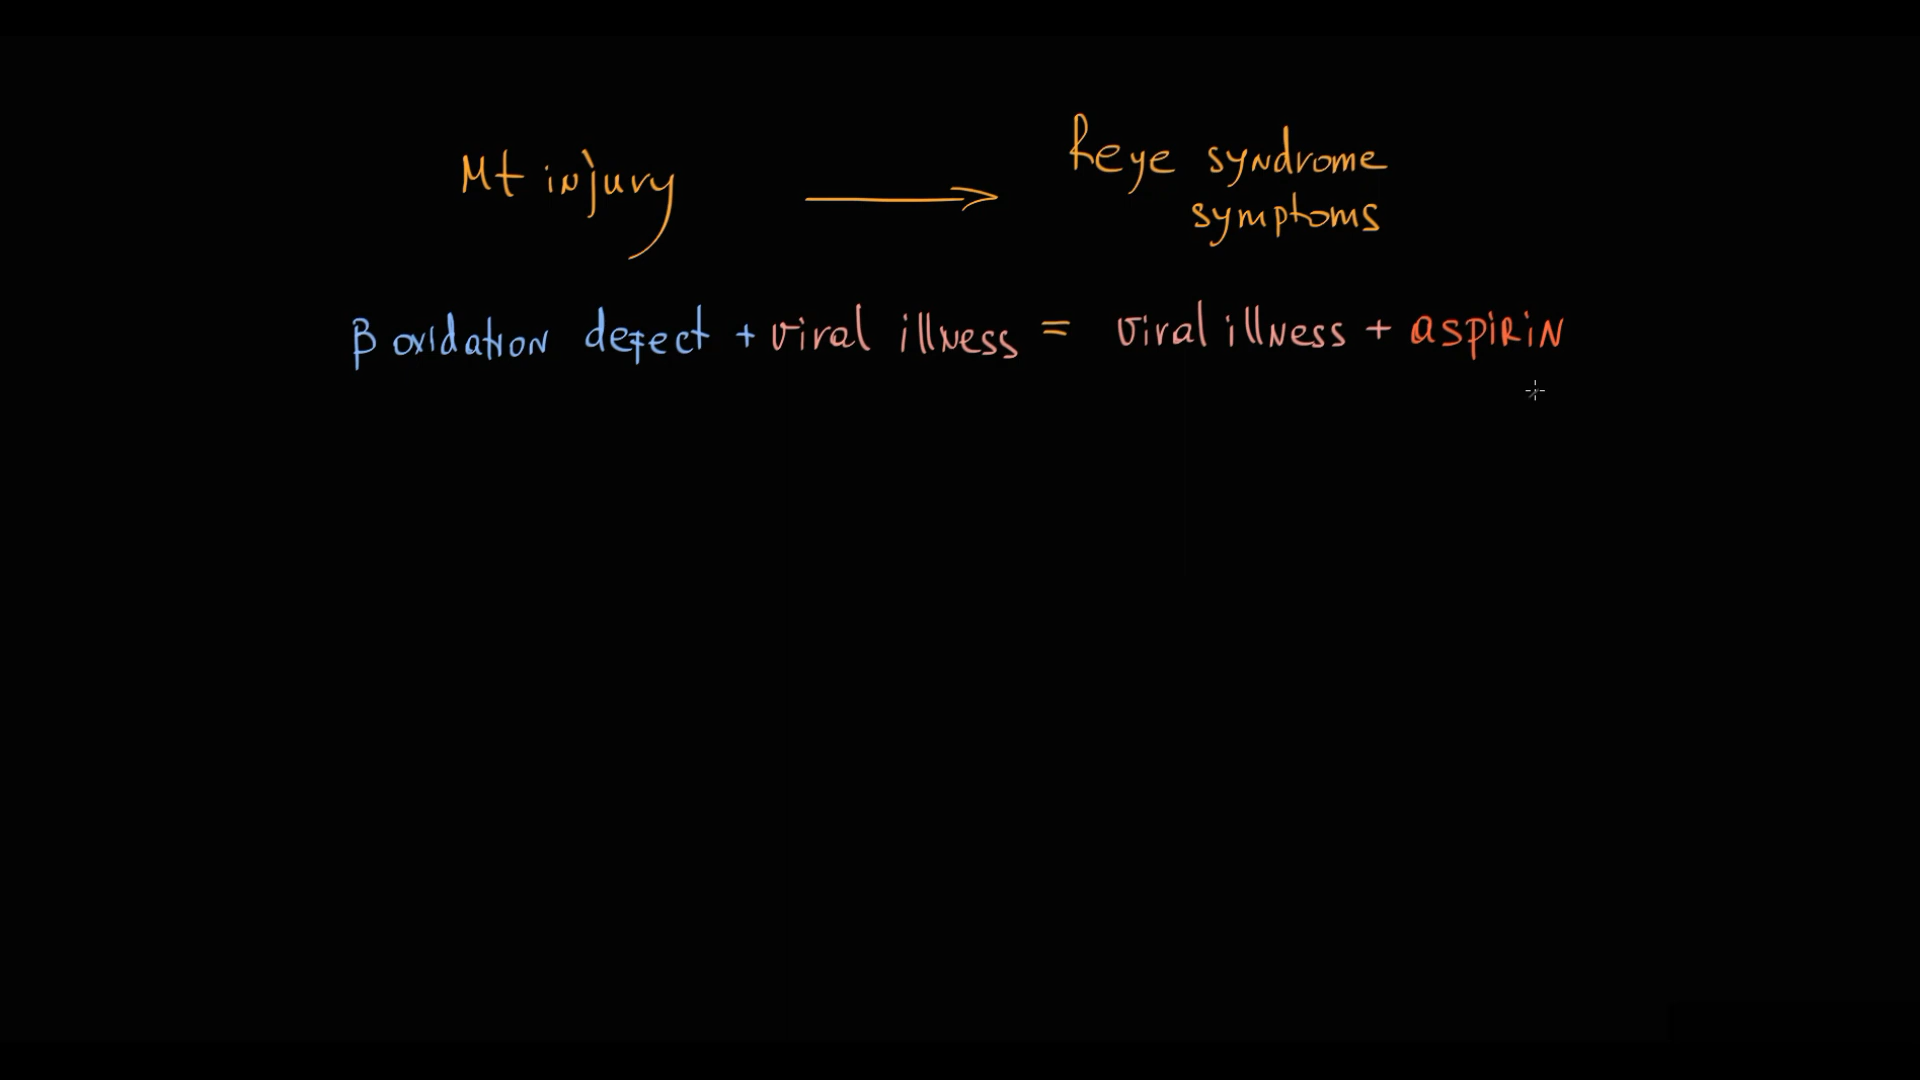 Mt injury → Reye syndrome
symptoms
β oxidation defect + viral illness = viral illness + aspirin